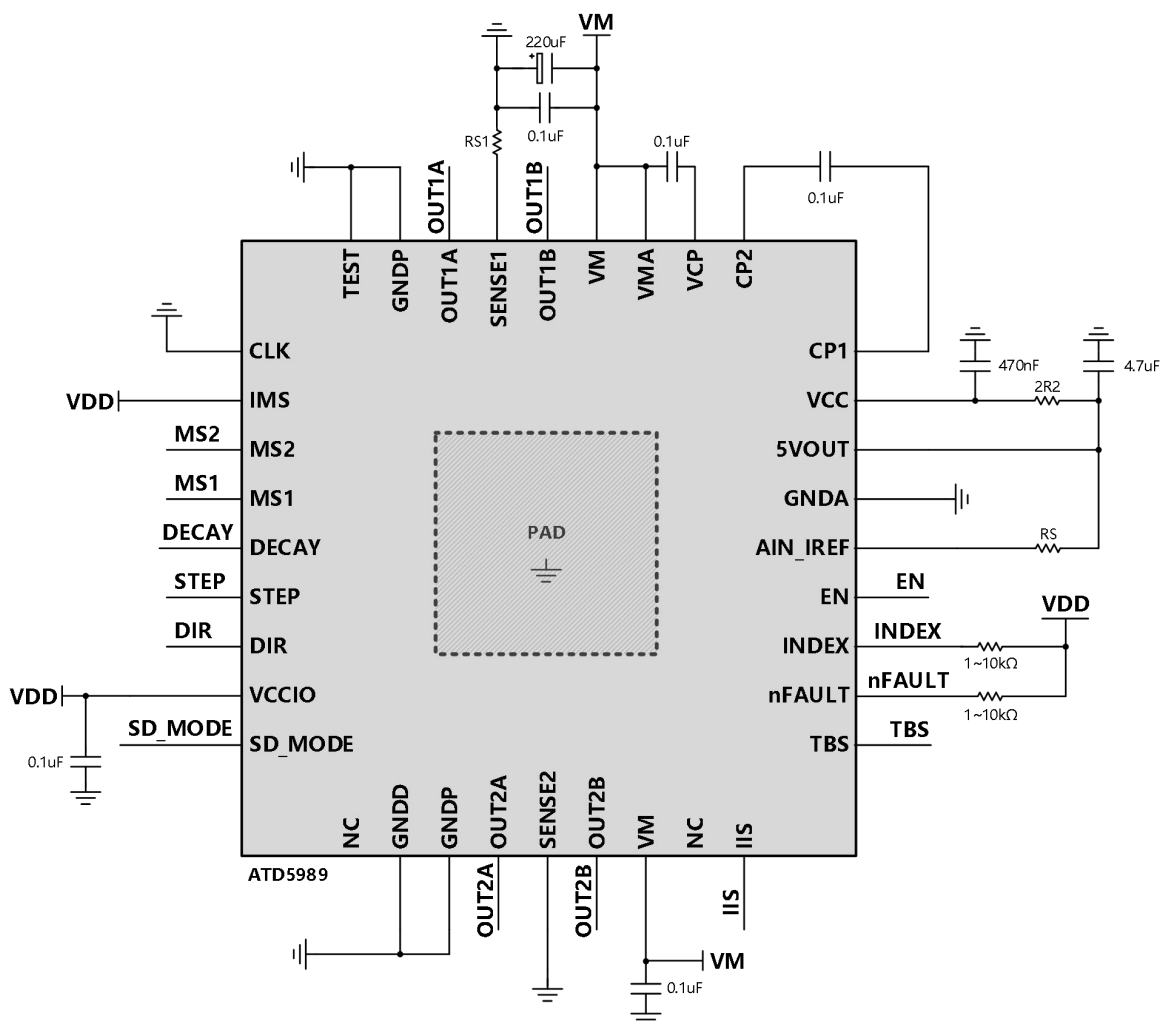 VM
220uF
+
RS1
0.1uF
0.1uF
0.1uF
OUT1A
OUT1B
TEST
GNDP
OUT1A
SENSE1
OUT1B
VM
VMA
VCP
CP2
CLK
CP1
470nF
4.7uF
VDD
IMS
VCC
2R2
MS2
MS2
5VOUT
MS1
MS1
GNDA
DECAY
DECAY
PAD
AIN_IREF
RS
STEP
STEP
EN
EN
VDD
DIR
DIR
INDEX
INDEX
1~10kΩ
VDD
VCCIO
nFAULT
nFAULT
1~10kΩ
SD_MODE
SD_MODE
TBS
TBS
0.1uF
NC
GNDD
GNDP
OUT2A
SENSE2
OUT2B
VM
NC
IIS
ATD5989
OUT2A
OUT2B
IIS
VM
0.1uF